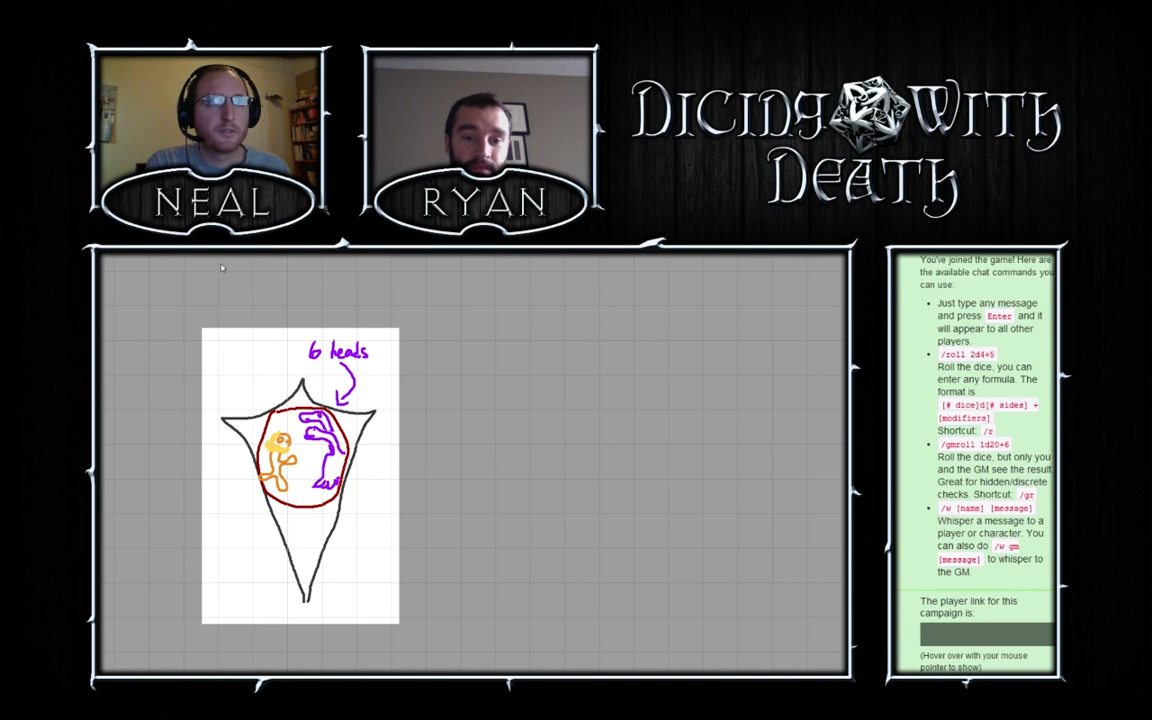 DICING WITH
DEATH
NEAL
RYAN
6 heads
You've joined the game! Here are
the available chat commands you
can use:
Just type any message
and press Enter and it
will appear to all other
players.
/roll 2d4+5
Roll the dice, you can
enter any formula. The
format is
[# dice]d[# sides] +
[modifiers]
Shortcut: /r
/gmroll 1d20+6
Roll the dice, but only you
and the GM see the result.
Great for hidden/discrete
checks. Shortcut: /gr
/w [name] [message]
Whisper a message to a
player or character. You
can also do /w gm
[message] to whisper to
the GM.
The player link for this
campaign is:
(Hover over with your mouse
pointer to show)